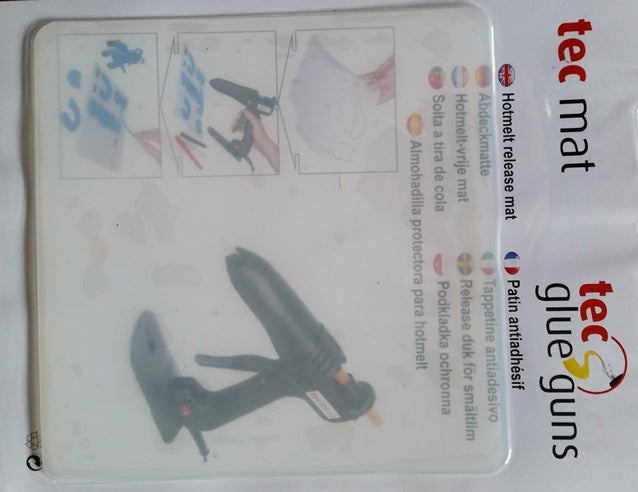 tec mat
tec
glue guns
Hotmelt release mat
Patin antiadhésif
Abdeckmatte
Tappetine antiadesivo
Hotmelt-vrije mat
Release duk för smältlim
Solta a tira de cola
Podkladka ochronna
Almohadilla protectora para hotmelt